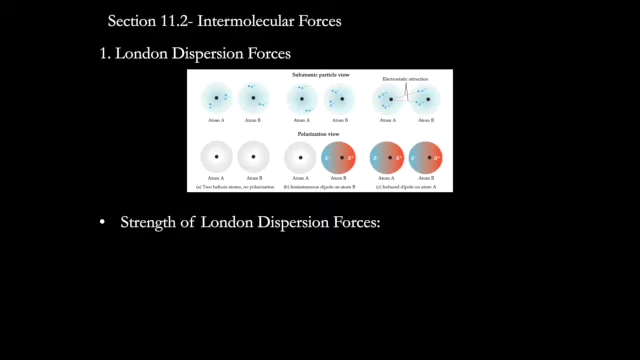 Section 11.2- Intermolecular Forces
1. London Dispersion Forces
Subatomic particle view
Electrostatic attraction
Atom A Atom B Atom A Atom B Atom A Atom B
Polarization view
δ− δ+ δ− δ+ δ− δ+
Atom A Atom B Atom A Atom B Atom A Atom B
(a) Two helium atoms, no polarization (b) Instantaneous dipole on atom B (c) Induced dipole on atom A
• Strength of London Dispersion Forces: